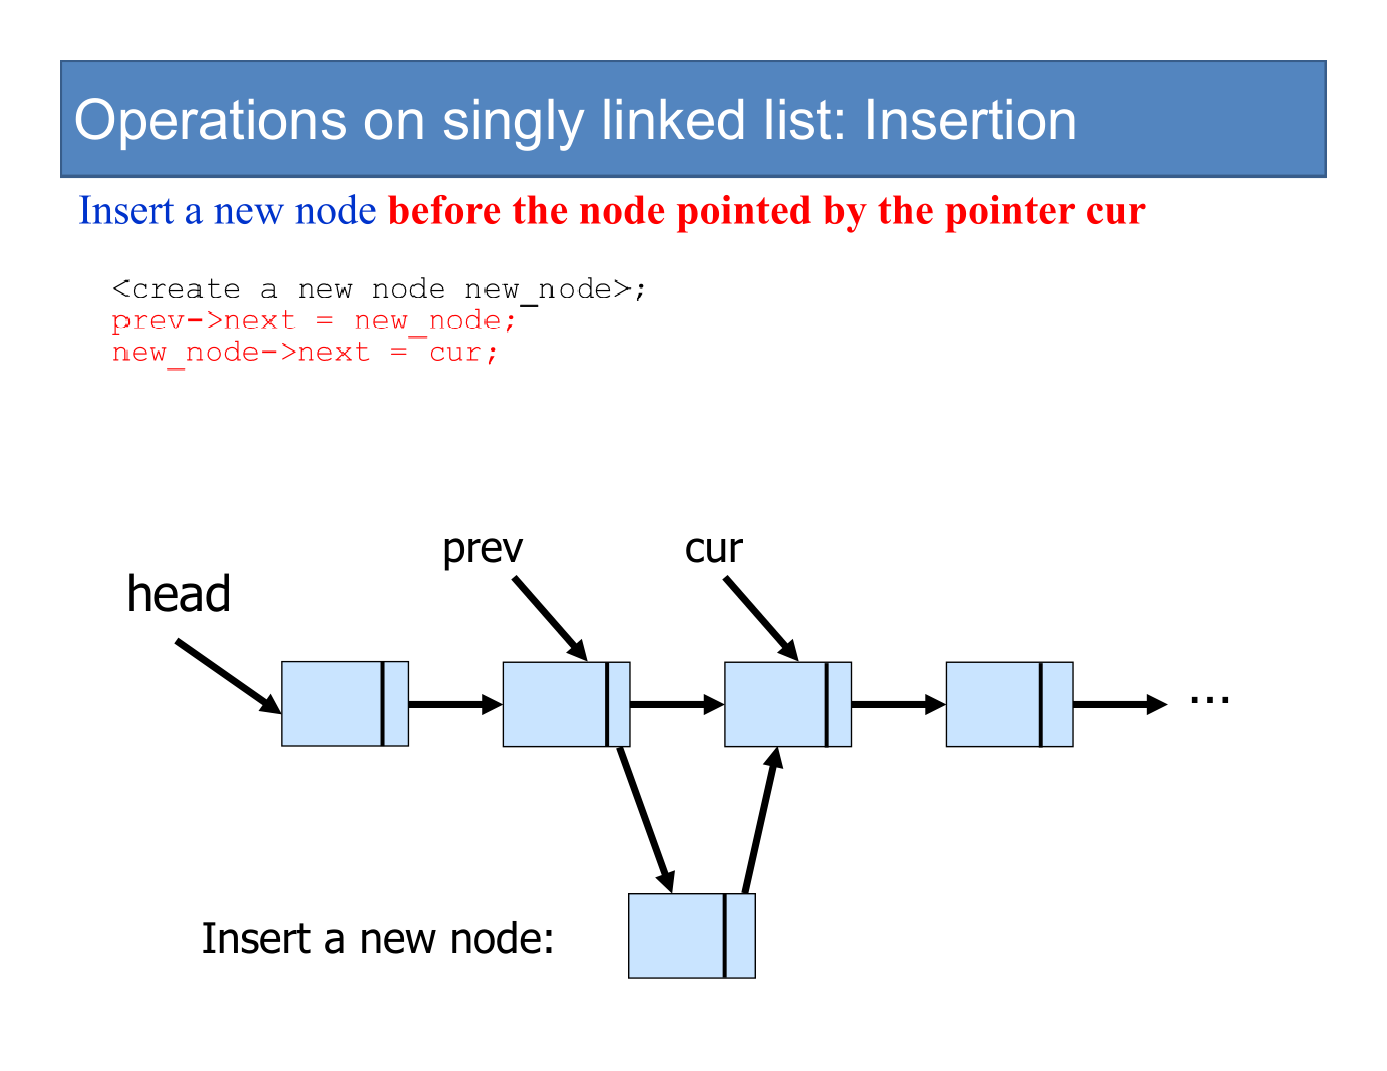 Operations on singly linked list: Insertion
Insert a new node before the node pointed by the pointer cur
<create a new node new_node>;
prev->next = new_node;
new_node->next = cur;
prev
cur
head
...
Insert a new node: